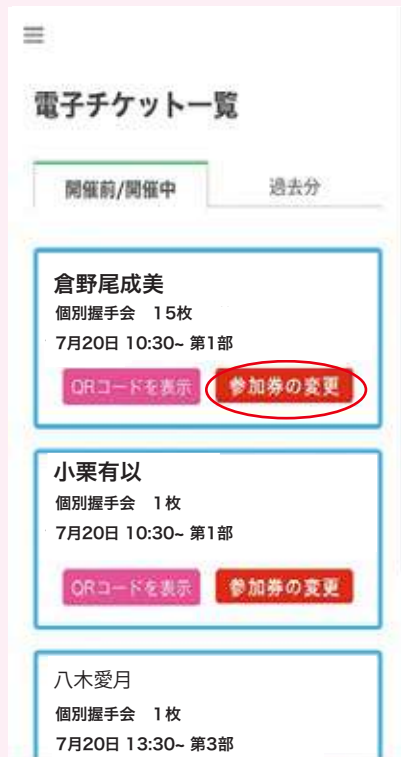 電子チケット一覧
開催前/開催中 過去分
倉野尾成美
個別握手会 15枚
7月20日 10:30~ 第1部
QRコードを表示 参加券の変更
小栗有以
個別握手会 1枚
7月20日 10:30~ 第1部
QRコードを表示 参加券の変更
八木愛月
個別握手会 1枚
7月20日 13:30~ 第3部